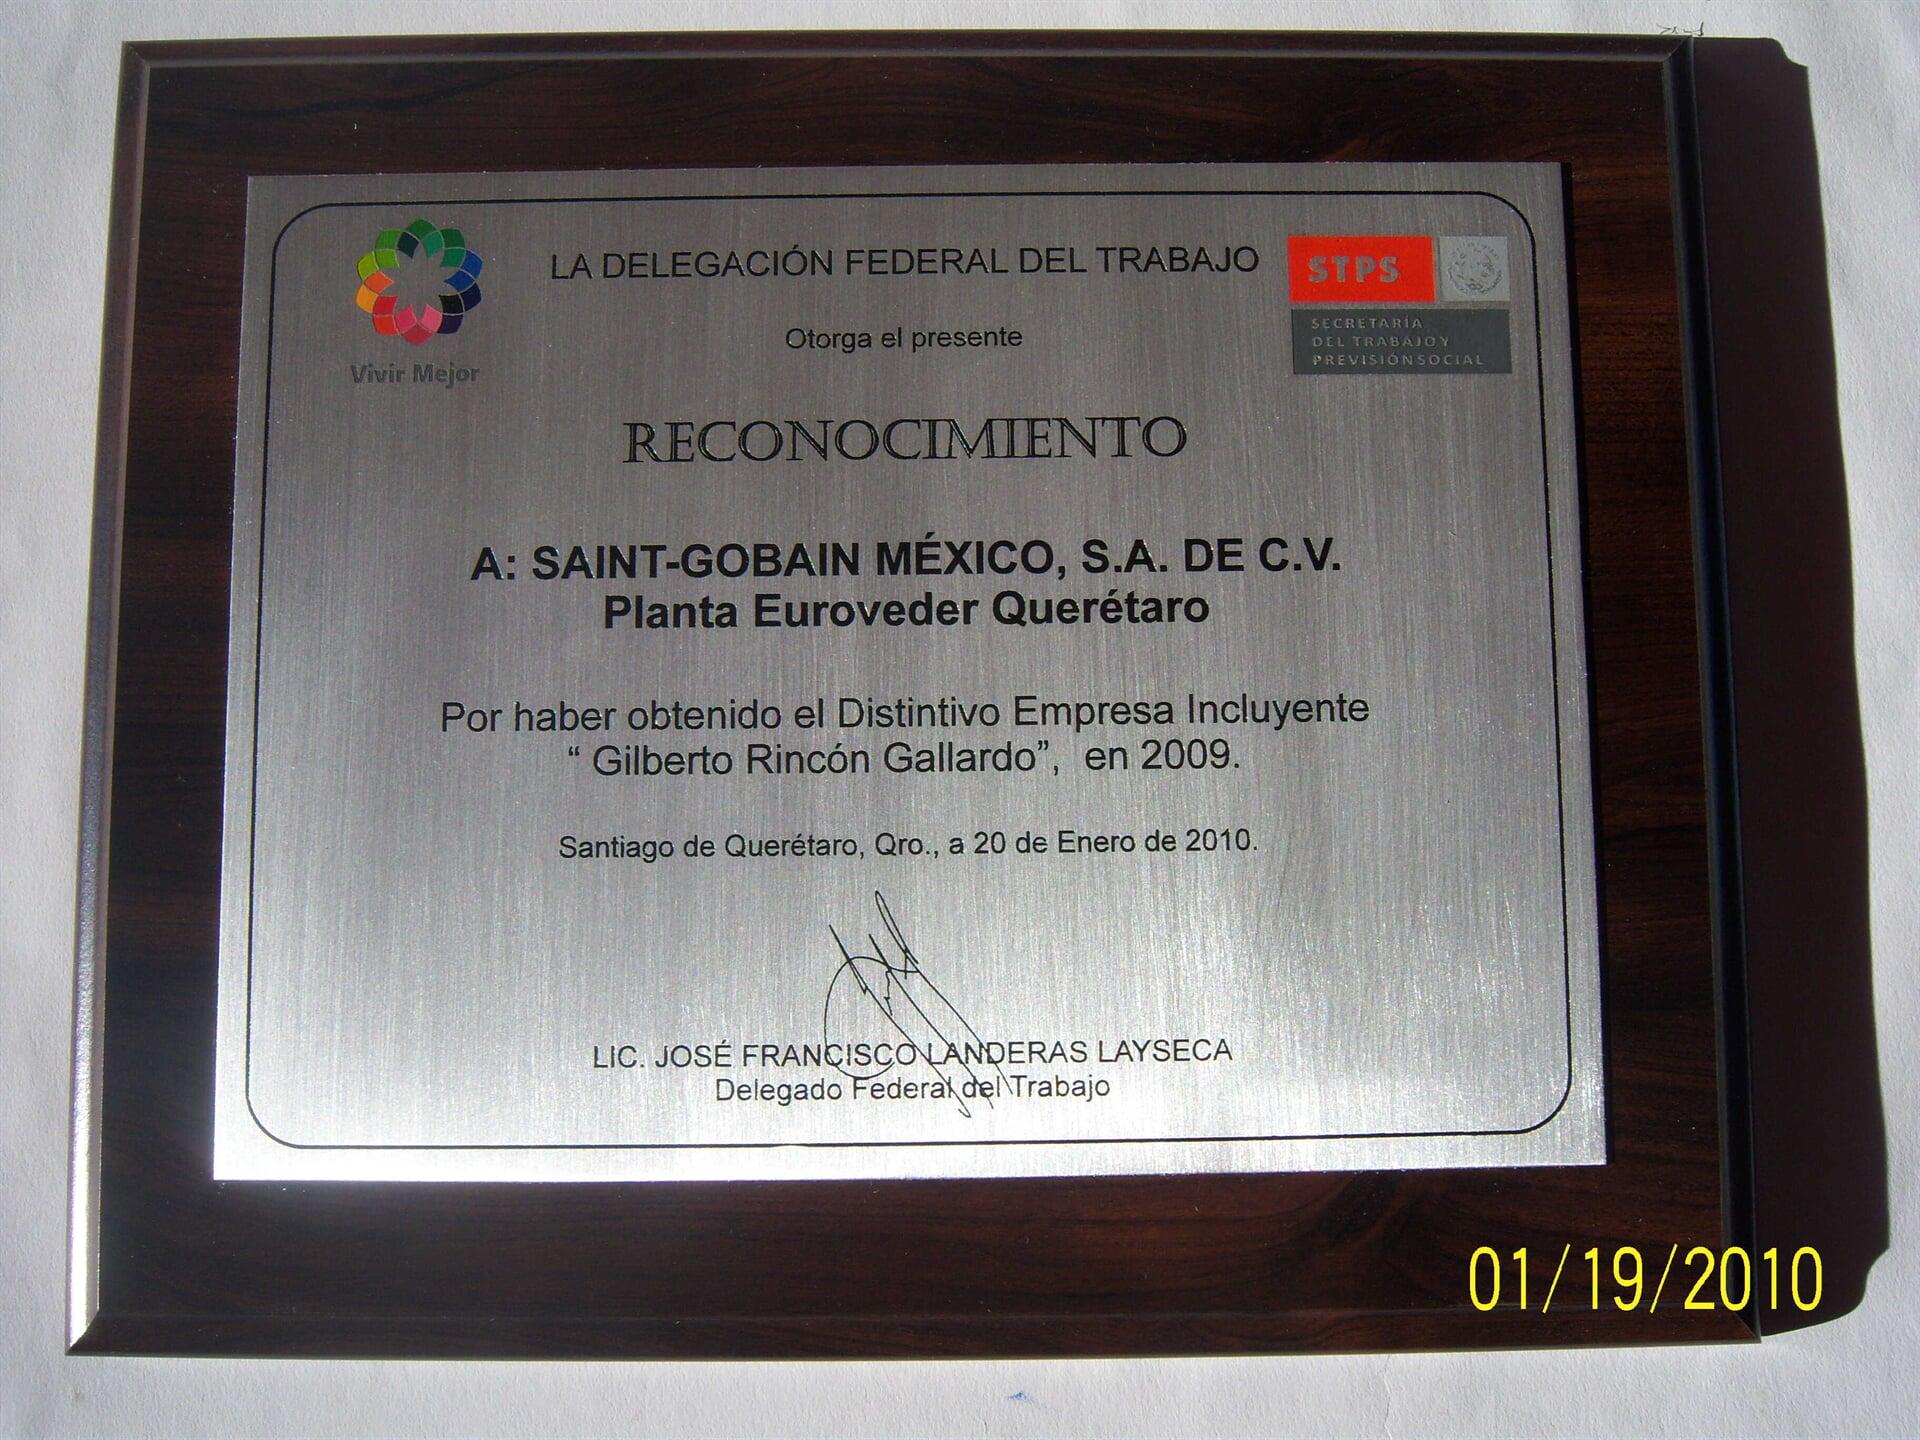 LA DELEGACIÓN FEDERAL DEL TRABAJO
Vivir Mejor
STPS
SECRETARÍA
DEL TRABAJO Y
PREVISIÓN SOCIAL
Otorga el presente
RECONOCIMIENTO
A: SAINT-GOBAIN MÉXICO, S.A. DE C.V.
Planta Euroveder Querétaro
Por haber obtenido el Distintivo Empresa Incluyente
“ Gilberto Rincón Gallardo”, en 2009.
Santiago de Querétaro, Qro., a 20 de Enero de 2010.
LIC. JOSÉ FRANCISCO LANDERAS LAYSECA
Delegado Federal del Trabajo
01/19/2010